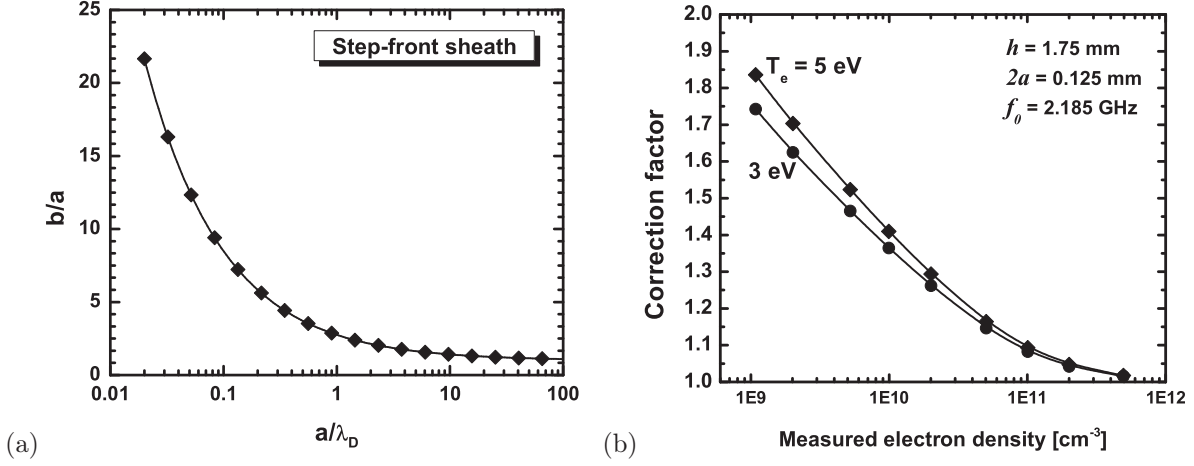 25
20
15
10
5
0
0.01 0.1 1 10 100
b/a
a/λ_D
Step-front sheath
(a)
2.0
1.9
1.8
1.7
1.6
1.5
1.4
1.3
1.2
1.1
1.0
1E9 1E10 1E11 1E12
Correction factor
Measured electron density [cm⁻³]
T_e = 5 eV
3 eV
h = 1.75 mm
2a = 0.125 mm
f_0 = 2.185 GHz
(b)